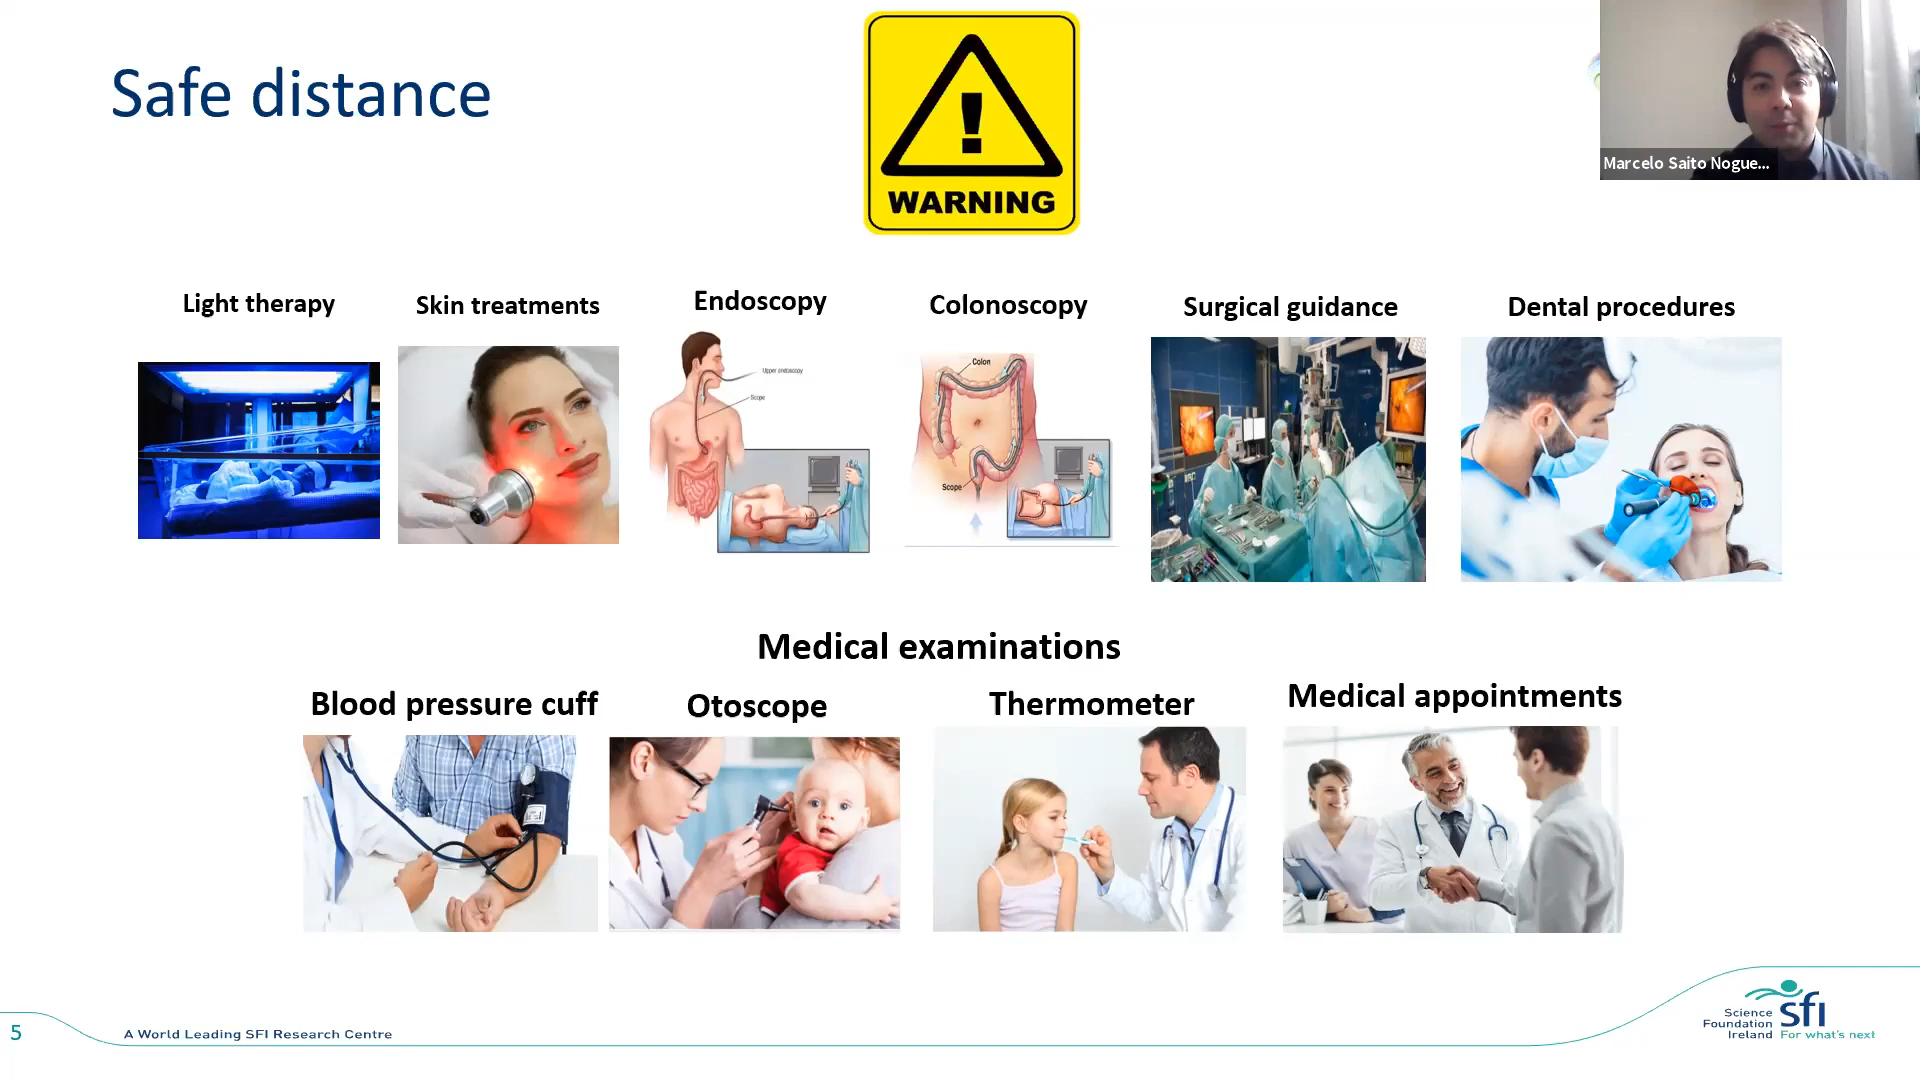 Safe distance
!
WARNING
Marcelo Saito Nogue...
Light therapy
Skin treatments
Endoscopy
Colonoscopy
Surgical guidance
Dental procedures
Upper endoscopy
Scope
Colon
Scope
Medical examinations
Blood pressure cuff
Otoscope
Thermometer
Medical appointments
5
A World Leading SFI Research Centre
Science
Foundation
Ireland
sfi
For what's next